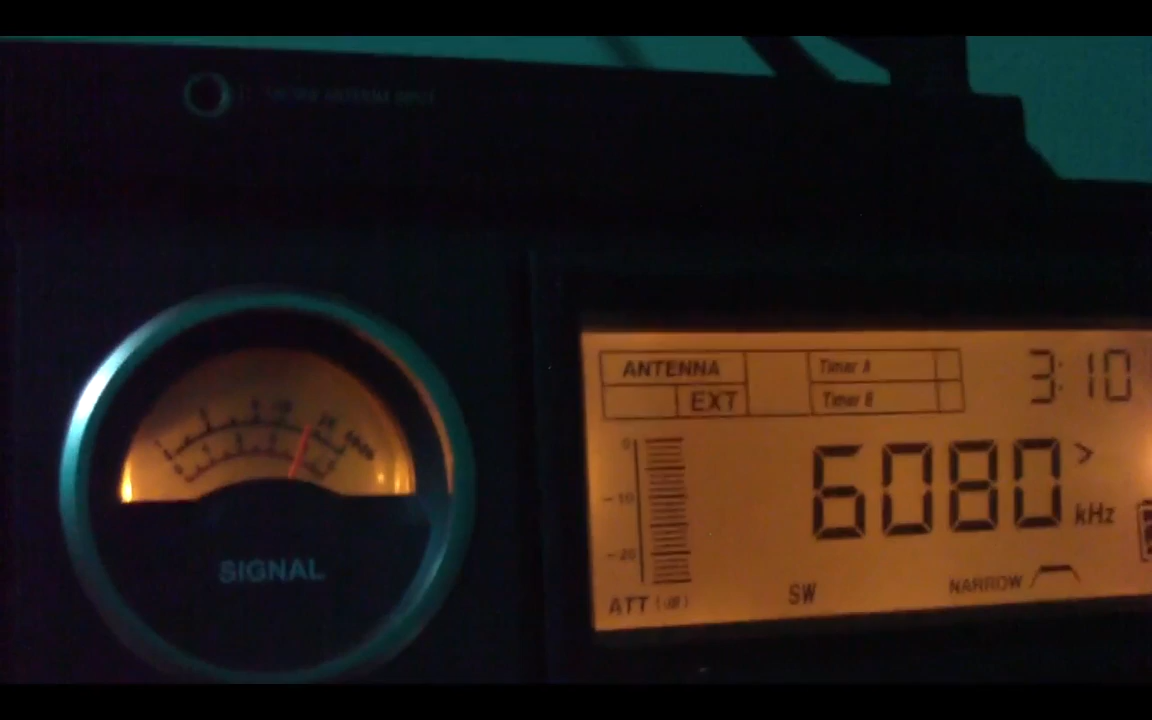 ANTENNA
EXT
Timer A
Timer B
3:10
0
-10
-20
6080 >
kHz
ATT (dB)
SW
NARROW
SIGNAL